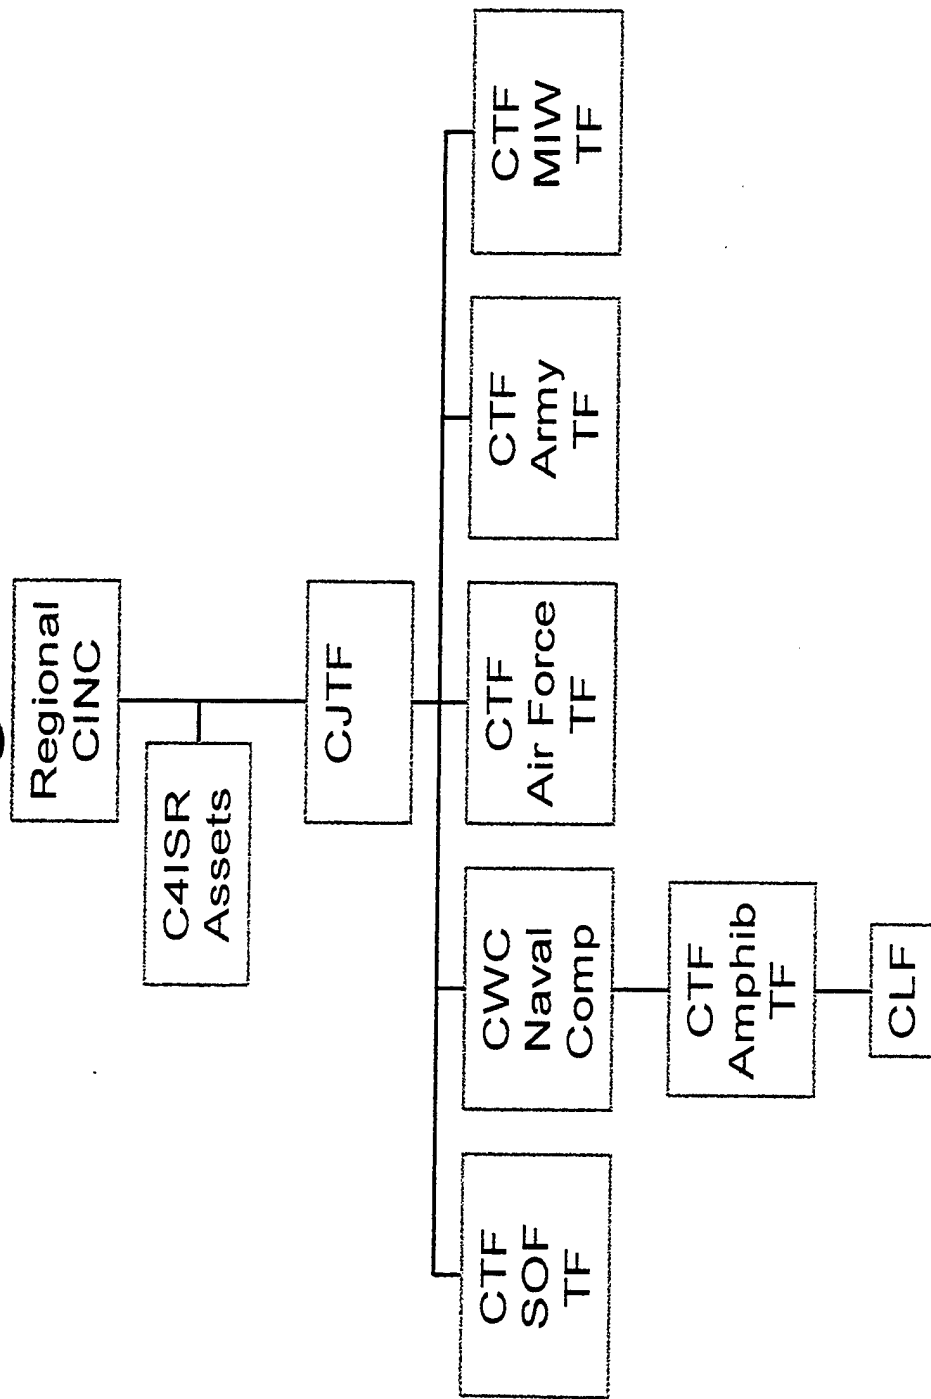 Regional
CINC
C4ISR
Assets
CJTF
CTF
SOF
TF
CWC
Naval
Comp
CTF
Air Force
TF
CTF
Army
TF
CTF
MIW
TF
CTF
Amphib
TF
CLF